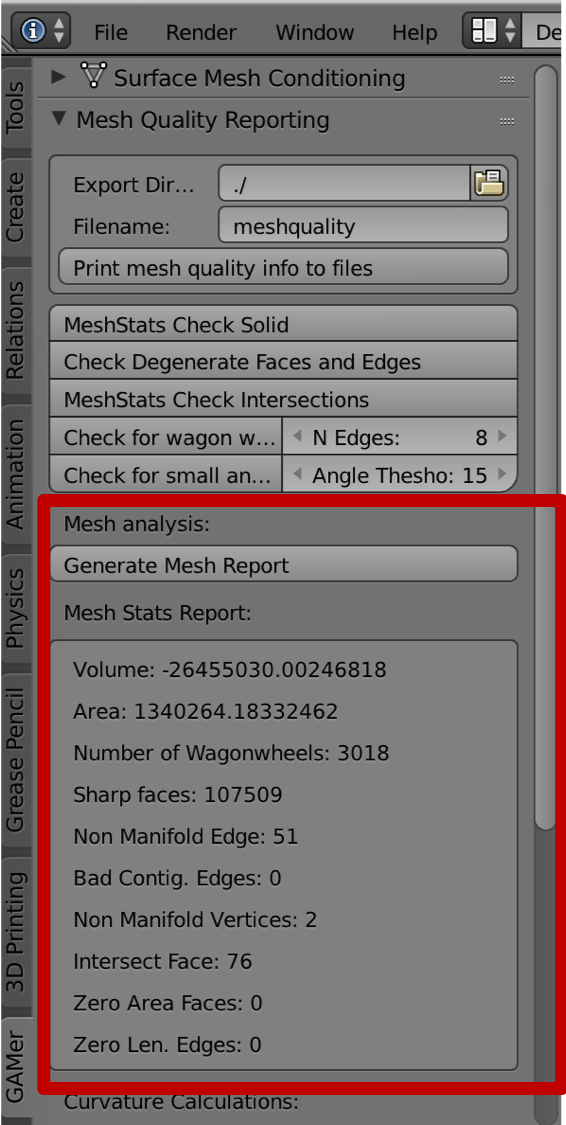 File Render Window Help De
Tools
Create
Relations
Animation
Physics
Grease Pencil
3D Printing
GAMer
Surface Mesh Conditioning
Mesh Quality Reporting
Export Dir... ./
Filename: meshquality
Print mesh quality info to files
MeshStats Check Solid
Check Degenerate Faces and Edges
MeshStats Check Intersections
Check for wagon w... N Edges: 8
Check for small an... Angle Thesho: 15
Mesh analysis:
Generate Mesh Report
Mesh Stats Report:
Volume: -26455030.00246818
Area: 1340264.18332462
Number of Wagonwheels: 3018
Sharp faces: 107509
Non Manifold Edge: 51
Bad Contig. Edges: 0
Non Manifold Vertices: 2
Intersect Face: 76
Zero Area Faces: 0
Zero Len. Edges: 0
Curvature Calculations: